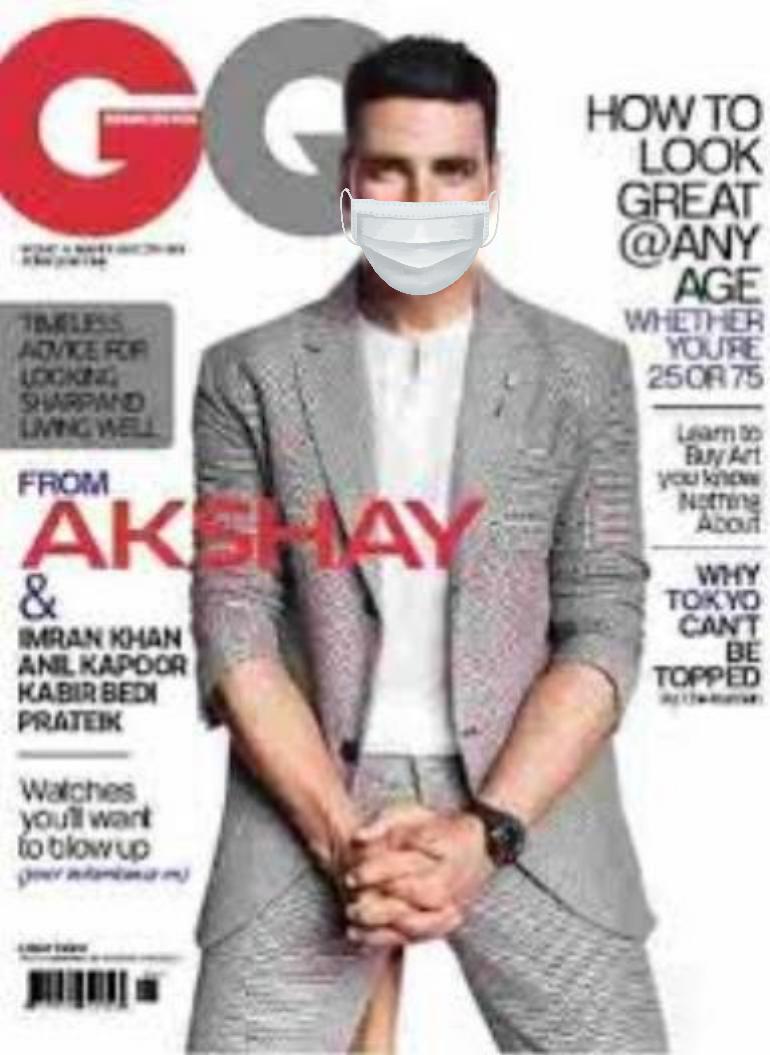 GQ
HOW TO
LOOK
GREAT
@ANY
AGE
WHETHER
YOU'RE
25 OR 75
TIMELESS
ADVICE FOR
LOOKING
SHARP AND
LIVING WELL
FROM
AKSHAY
&
IMRAN KHAN
ANIL KAPOOR
KABIR BEDI
PRATEIK
Learn to
Buy Art
you know
Nothing
About
WHY
TOKYO
CAN'T
BE
TOPPED
Watches
you'll want
to blow up